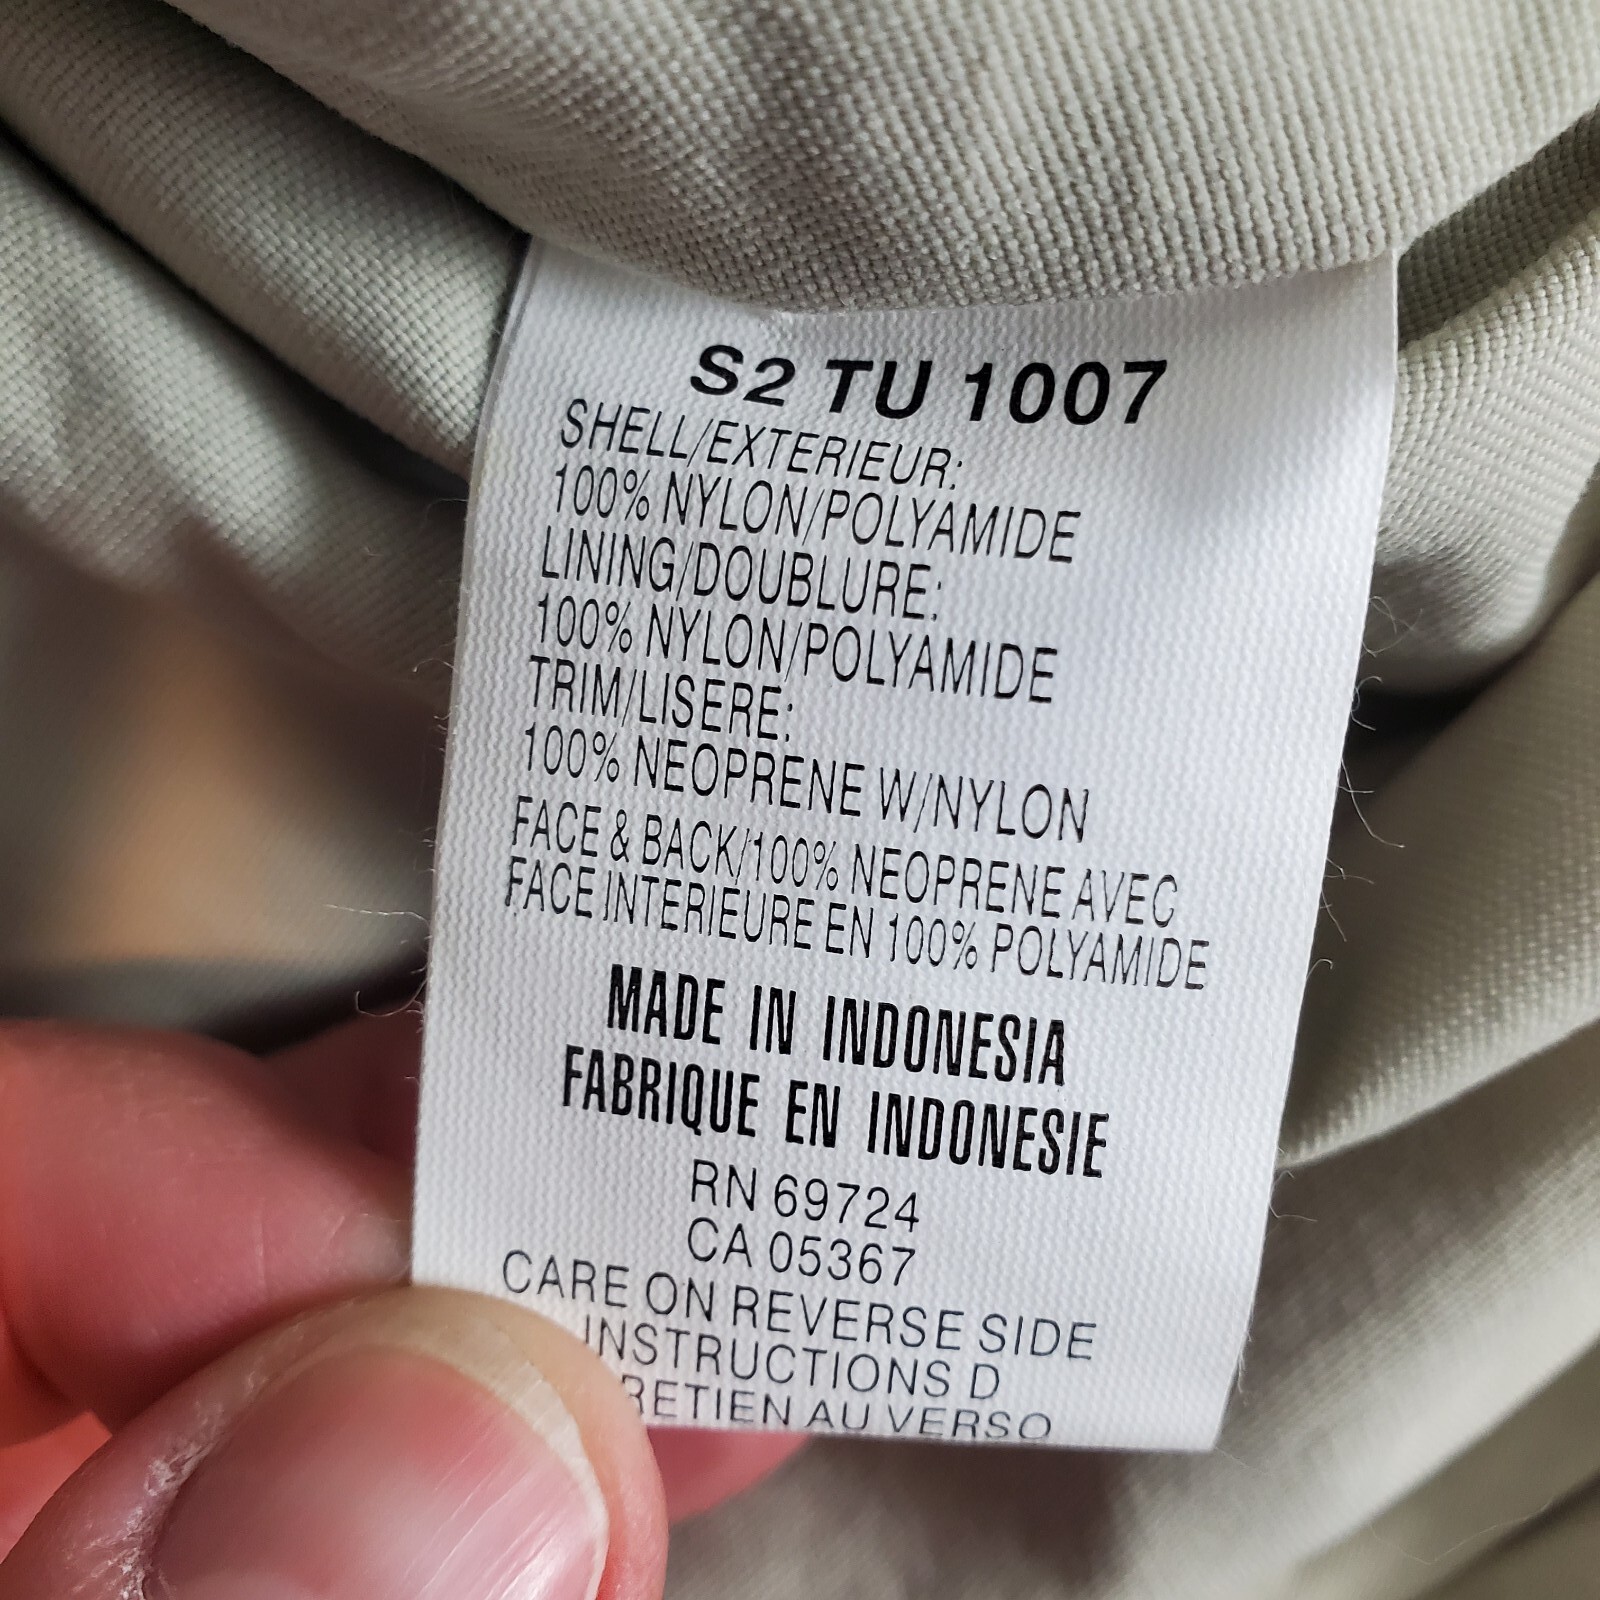 S2 TU 1007
SHELL/EXTERIEUR:
100% NYLON/POLYAMIDE
LINING/DOUBLURE:
100% NYLON/POLYAMIDE
TRIM/LISERE:
100% NEOPRENE W/NYLON
FACE & BACK/100% NEOPRENE AVEC
FACE INTERIEURE EN 100% POLYAMIDE
MADE IN INDONESIA
FABRIQUE EN INDONESIE
RN 69724
CA 05367
CARE ON REVERSE SIDE
INSTRUCTIONS D
AU VERSO